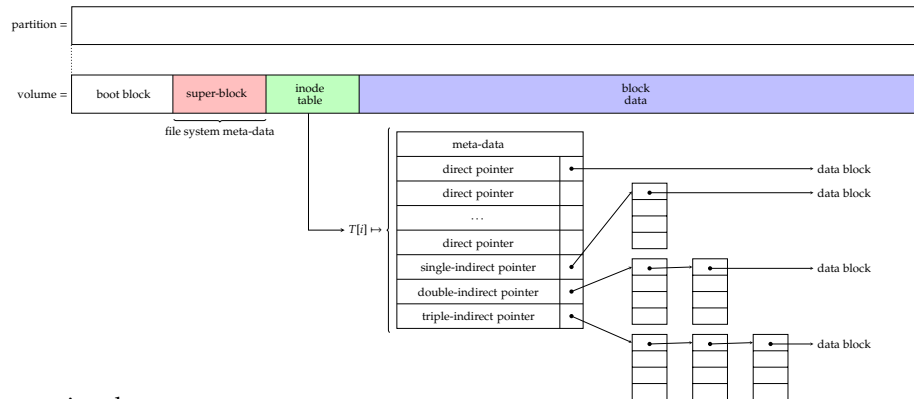 partition =
volume =
boot block
super-block
inode
table
block
data
file system meta-data
T[i] ↦
meta-data
direct pointer
data block
direct pointer
data block
...
direct pointer
single-indirect pointer
data block
double-indirect pointer
triple-indirect pointer
data block